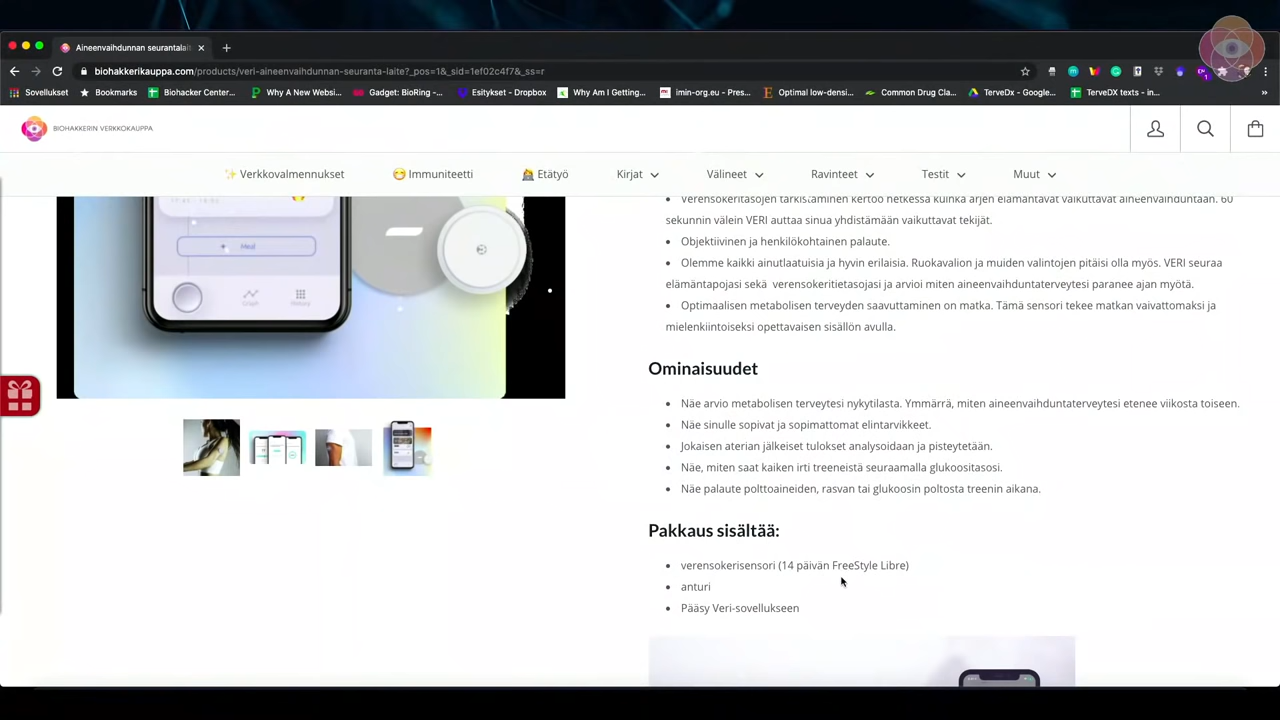 Aineenvaihdunnan seurantalait
biohakkerikauppa.com/products/veri-aineenvaihdunnan-seuranta-laite?_pos=1&_sid=1ef02c4f7&_ss=r
Sovellukset Bookmarks Biohacker Center... Why A New Websi... Gadget: BioRing -... Esitykset - Dropbox Why Am I Getting... imin-org.eu - Pres... Optimal low-densi... Common Drug Cla... TerveDx - Google... TerveDX texts - in... »
BIOHAKKERIN VERKKOKAUPPA
Verkkovalmennukset Immuniteetti Etätyö Kirjat Välineet Ravinteet Testit Muut
Verensokeritasojen tarkistaminen kertoo hetkessä kuinka arjen elämäntavat vaikuttavat aineenvaihduntaan. 60
sekunnin välein VERI auttaa sinua yhdistämään vaikuttavat tekijät.
Objektiivinen ja henkilökohtainen palaute.
Olemme kaikki ainutlaatuisia ja hyvin erilaisia. Ruokavalion ja muiden valintojen pitäisi olla myös. VERI seuraa
elämäntapojasi sekä verensokeritietasojasi ja arvioi miten aineenvaihduntaterveytesi paranee ajan myötä.
Optimaalisen metabolisen terveyden saavuttaminen on matka. Tämä sensori tekee matkan vaivattomaksi ja
mielenkiintoiseksi opettavaisen sisällön avulla.
+ Meal
Graph
Ominaisuudet
Näe arvio metabolisen terveytesi nykytilasta. Ymmärrä, miten aineenvaihduntaterveytesi etenee viikosta toiseen.
Näe sinulle sopivat ja sopimattomat elintarvikkeet.
Jokaisen aterian jälkeiset tulokset analysoidaan ja pisteytetään.
Näe, miten saat kaiken irti treeneistä seuraamalla glukoositasosi.
Näe palaute polttoaineiden, rasvan tai glukoosin poltosta treenin aikana.
Pakkaus sisältää:
verensokerisensori (14 päivän FreeStyle Libre)
anturi
Pääsy Veri-sovellukseen